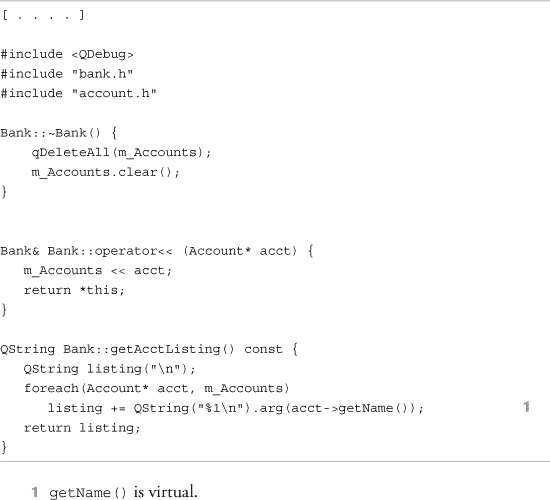 [ . . . . ]
#include <QDebug>
#include "bank.h"
#include "account.h"
Bank::~Bank() {
    qDeleteAll(m_Accounts);
    m_Accounts.clear();
}
Bank& Bank::operator<< (Account* acct) {
   m_Accounts << acct;
   return *this;
}
QString Bank::getAcctListing() const {
   QString listing("\n");
   foreach(Account* acct, m_Accounts)
      listing += QString("%1\n").arg(acct->getName()); 1
   return listing;
}
1 getName() is virtual.